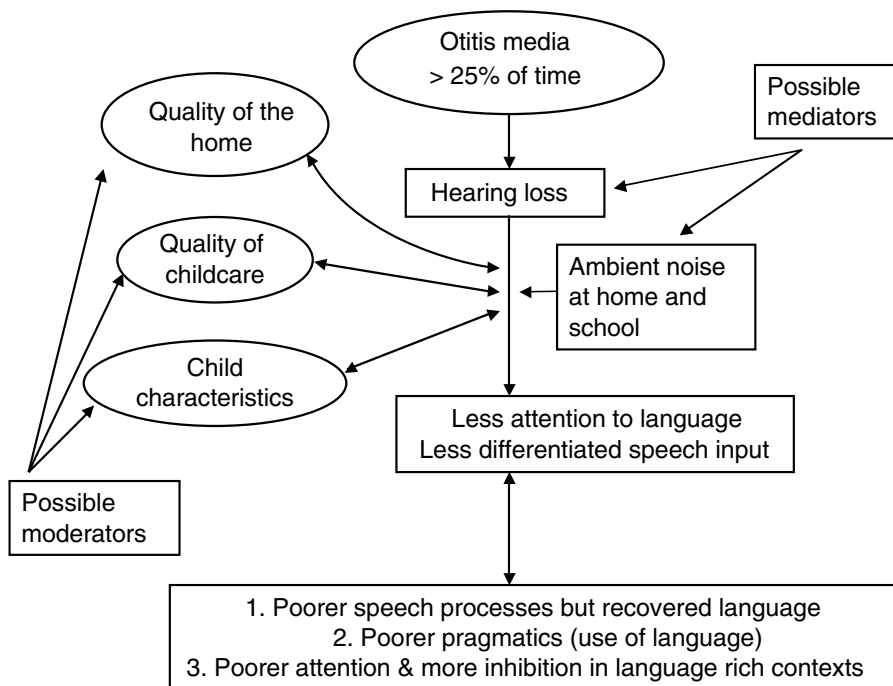 Otitis media
> 25% of time
Possible
mediators
Quality of the
home
Hearing loss
Quality of
childcare
Ambient noise
at home and
school
Child
characteristics
Less attention to language
Less differentiated speech input
Possible
moderators
1. Poorer speech processes but recovered language
2. Poorer pragmatics (use of language)
3. Poorer attention & more inhibition in language rich contexts